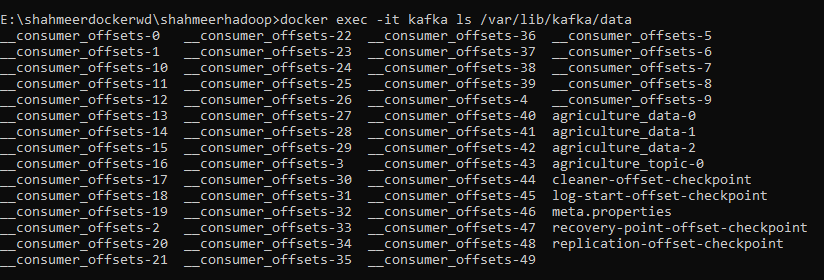 E:\shahmeerdockerwd\shahmeerhadoop>docker exec -it kafka ls /var/lib/kafka/data
__consumer_offsets-0   __consumer_offsets-22  __consumer_offsets-36  __consumer_offsets-5
__consumer_offsets-1   __consumer_offsets-23  __consumer_offsets-37  __consumer_offsets-6
__consumer_offsets-10  __consumer_offsets-24  __consumer_offsets-38  __consumer_offsets-7
__consumer_offsets-11  __consumer_offsets-25  __consumer_offsets-39  __consumer_offsets-8
__consumer_offsets-12  __consumer_offsets-26  __consumer_offsets-4   __consumer_offsets-9
__consumer_offsets-13  __consumer_offsets-27  __consumer_offsets-40  agriculture_data-0
__consumer_offsets-14  __consumer_offsets-28  __consumer_offsets-41  agriculture_data-1
__consumer_offsets-15  __consumer_offsets-29  __consumer_offsets-42  agriculture_data-2
__consumer_offsets-16  __consumer_offsets-3   __consumer_offsets-43  agriculture_topic-0
__consumer_offsets-17  __consumer_offsets-30  __consumer_offsets-44  cleaner-offset-checkpoint
__consumer_offsets-18  __consumer_offsets-31  __consumer_offsets-45  log-start-offset-checkpoint
__consumer_offsets-19  __consumer_offsets-32  __consumer_offsets-46  meta.properties
__consumer_offsets-2   __consumer_offsets-33  __consumer_offsets-47  recovery-point-offset-checkpoint
__consumer_offsets-20  __consumer_offsets-34  __consumer_offsets-48  replication-offset-checkpoint
__consumer_offsets-21  __consumer_offsets-35  __consumer_offsets-49